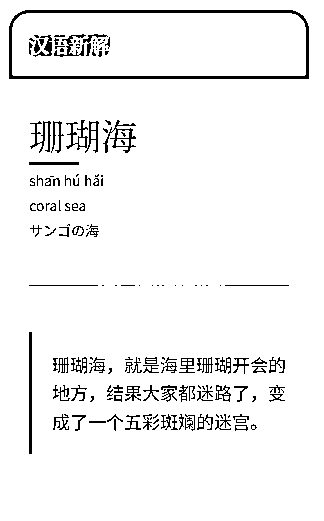 汉语新解
珊瑚海
shān hú hǎi
coral sea
サンゴの海
珊瑚海，就是海里珊瑚开会的
地方，结果大家都迷路了，变
成了一个五彩斑斓的迷宫。